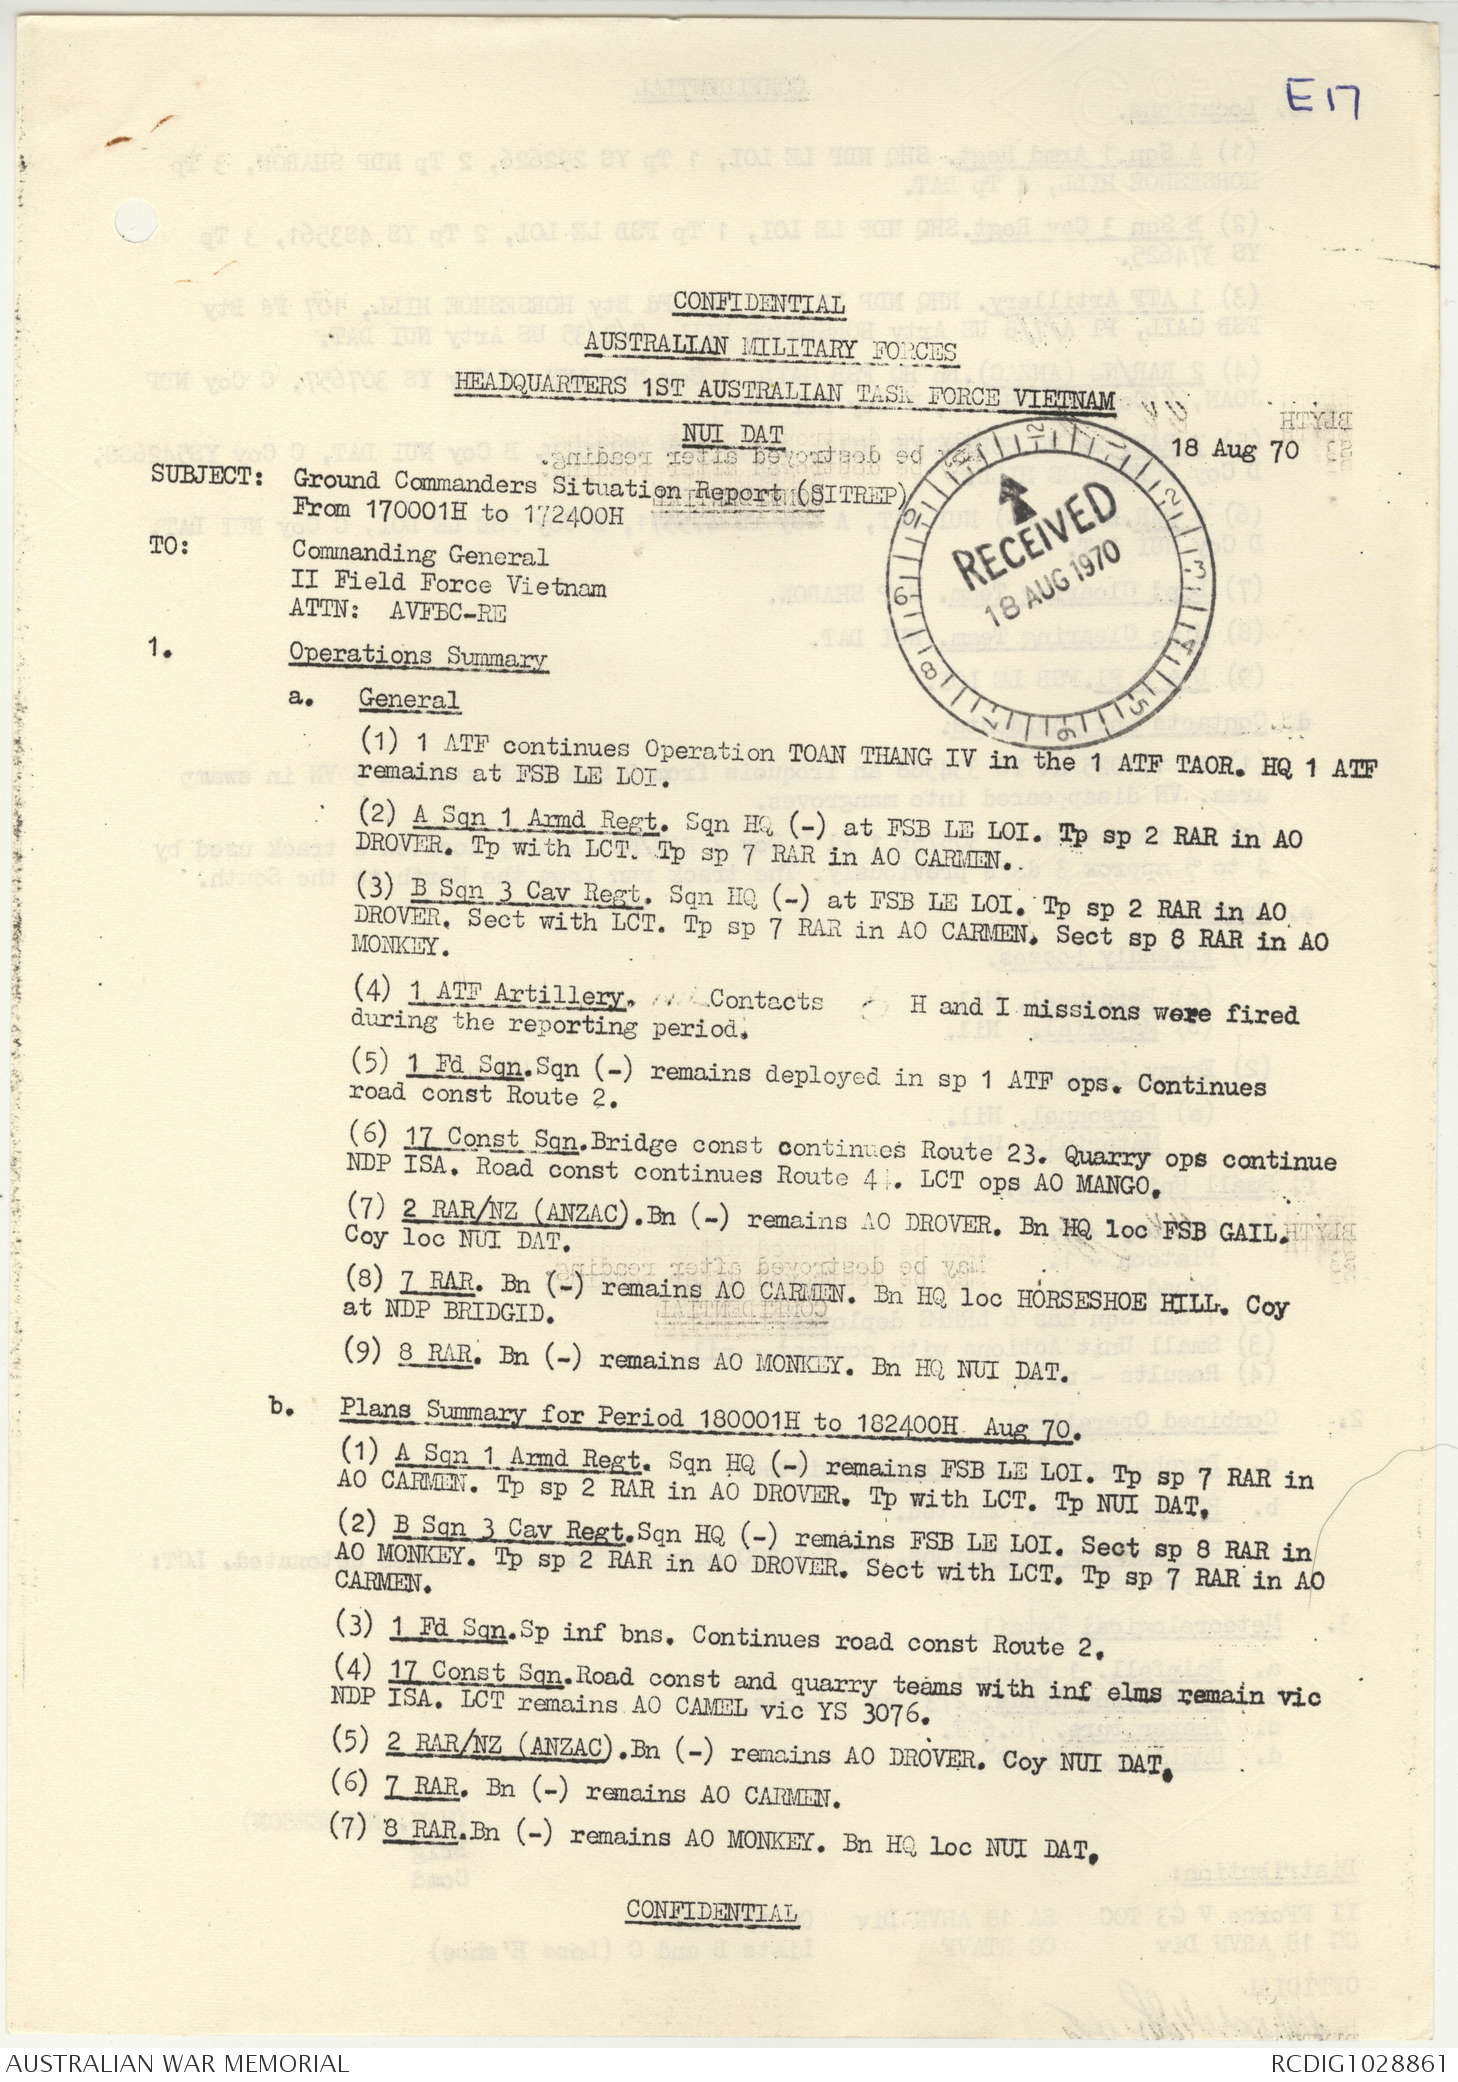 E17
CONFIDENTIAL
AUSTRALIAN MILITARY FORCES
HEADQUARTERS 1ST AUSTRALIAN TASK FORCE VIETNAM
NUI DAT
18 Aug 70
SUBJECT: Ground Commanders Situation Report (SITREP)
From 170001H to 172400H
RECEIVED
18 AUG 1970
TO: Commanding General
II Field Force Vietnam
ATTN: AVFBC-RE
1. Operations Summary
a. General
(1) 1 ATF continues Operation TOAN THANG IV in the 1 ATF TAOR. HQ 1 ATF
remains at FSB LE LOI.
(2) A Sqn 1 Armd Regt. Sqn HQ (-) at FSB LE LOI. Tp sp 2 RAR in AO
DROVER. Tp with LCT. Tp sp 7 RAR in AO CARMEN.
(3) B Sqn 3 Cav Regt. Sqn HQ (-) at FSB LE LOI. Tp sp 2 RAR in AO
DROVER. Sect with LCT. Tp sp 7 RAR in AO CARMEN. Sect sp 8 RAR in AO
MONKEY.
(4) 1 ATF Artillery. Contacts H and I missions were fired
during the reporting period.
(5) 1 Fd Sqn.Sqn (-) remains deployed in sp 1 ATF ops. Continues
road const Route 2.
(6) 17 Const Sqn.Bridge const continues Route 23. Quarry ops continue
NDP ISA. Road const continues Route 44. LCT ops AO MANGO.
(7) 2 RAR/NZ (ANZAC).Bn (-) remains AO DROVER. Bn HQ loc FSB GAIL.
Coy loc NUI DAT.
(8) 7 RAR. Bn (-) remains AO CARMEN. Bn HQ loc HORSESHOE HILL. Coy
at NDP BRIDGID.
(9) 8 RAR. Bn (-) remains AO MONKEY. Bn HQ NUI DAT.
b. Plans Summary for Period 180001H to 182400H Aug 70.
(1) A Sqn 1 Armd Regt. Sqn HQ (-) remains FSB LE LOI. Tp sp 7 RAR in
AO CARMEN. Tp sp 2 RAR in AO DROVER. Tp with LCT. Tp NUI DAT.
(2) B Sqn 3 Cav Regt.Sqn HQ (-) remains FSB LE LOI. Sect sp 8 RAR in
AO MONKEY. Tp sp 2 RAR in AO DROVER. Sect with LCT. Tp sp 7 RAR in AO
CARMEN.
(3) 1 Fd Sqn.Sp inf bns. Continues road const Route 2.
(4) 17 Const Sqn.Road const and quarry teams with inf elms remain vic
NDP ISA. LCT remains AO CAMEL vic YS 3076.
(5) 2 RAR/NZ (ANZAC).Bn (-) remains AO DROVER. Coy NUI DAT.
(6) 7 RAR. Bn (-) remains AO CARMEN.
(7) 8 RAR.Bn (-) remains AO MONKEY. Bn HQ loc NUI DAT.
CONFIDENTIAL
AUSTRALIAN WAR MEMORIAL
RCDIG1028861